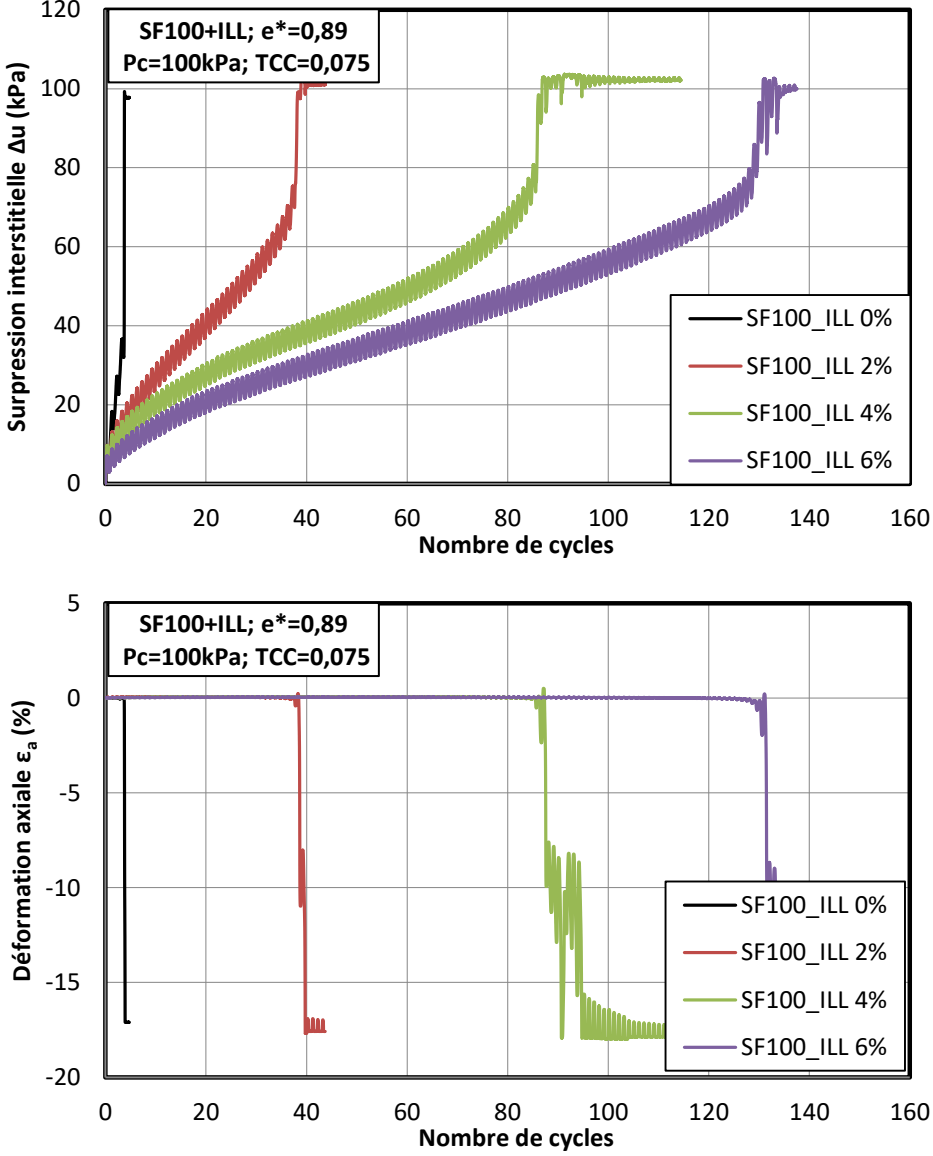 SF100+ILL; e*=0,89
Pc=100kPa; TCC=0,075
Surpression interstitielle Δu (kPa)
120
100
80
60
40
20
0
SF100_ILL 0%
SF100_ILL 2%
SF100_ILL 4%
SF100_ILL 6%
0 20 40 60 80 100 120 140 160
Nombre de cycles
SF100+ILL; e*=0,89
Pc=100kPa; TCC=0,075
Déformation axiale εa (%)
5
0
-5
-10
-15
-20
SF100_ILL 0%
SF100_ILL 2%
SF100_ILL 4%
SF100_ILL 6%
0 20 40 60 80 100 120 140 160
Nombre de cycles